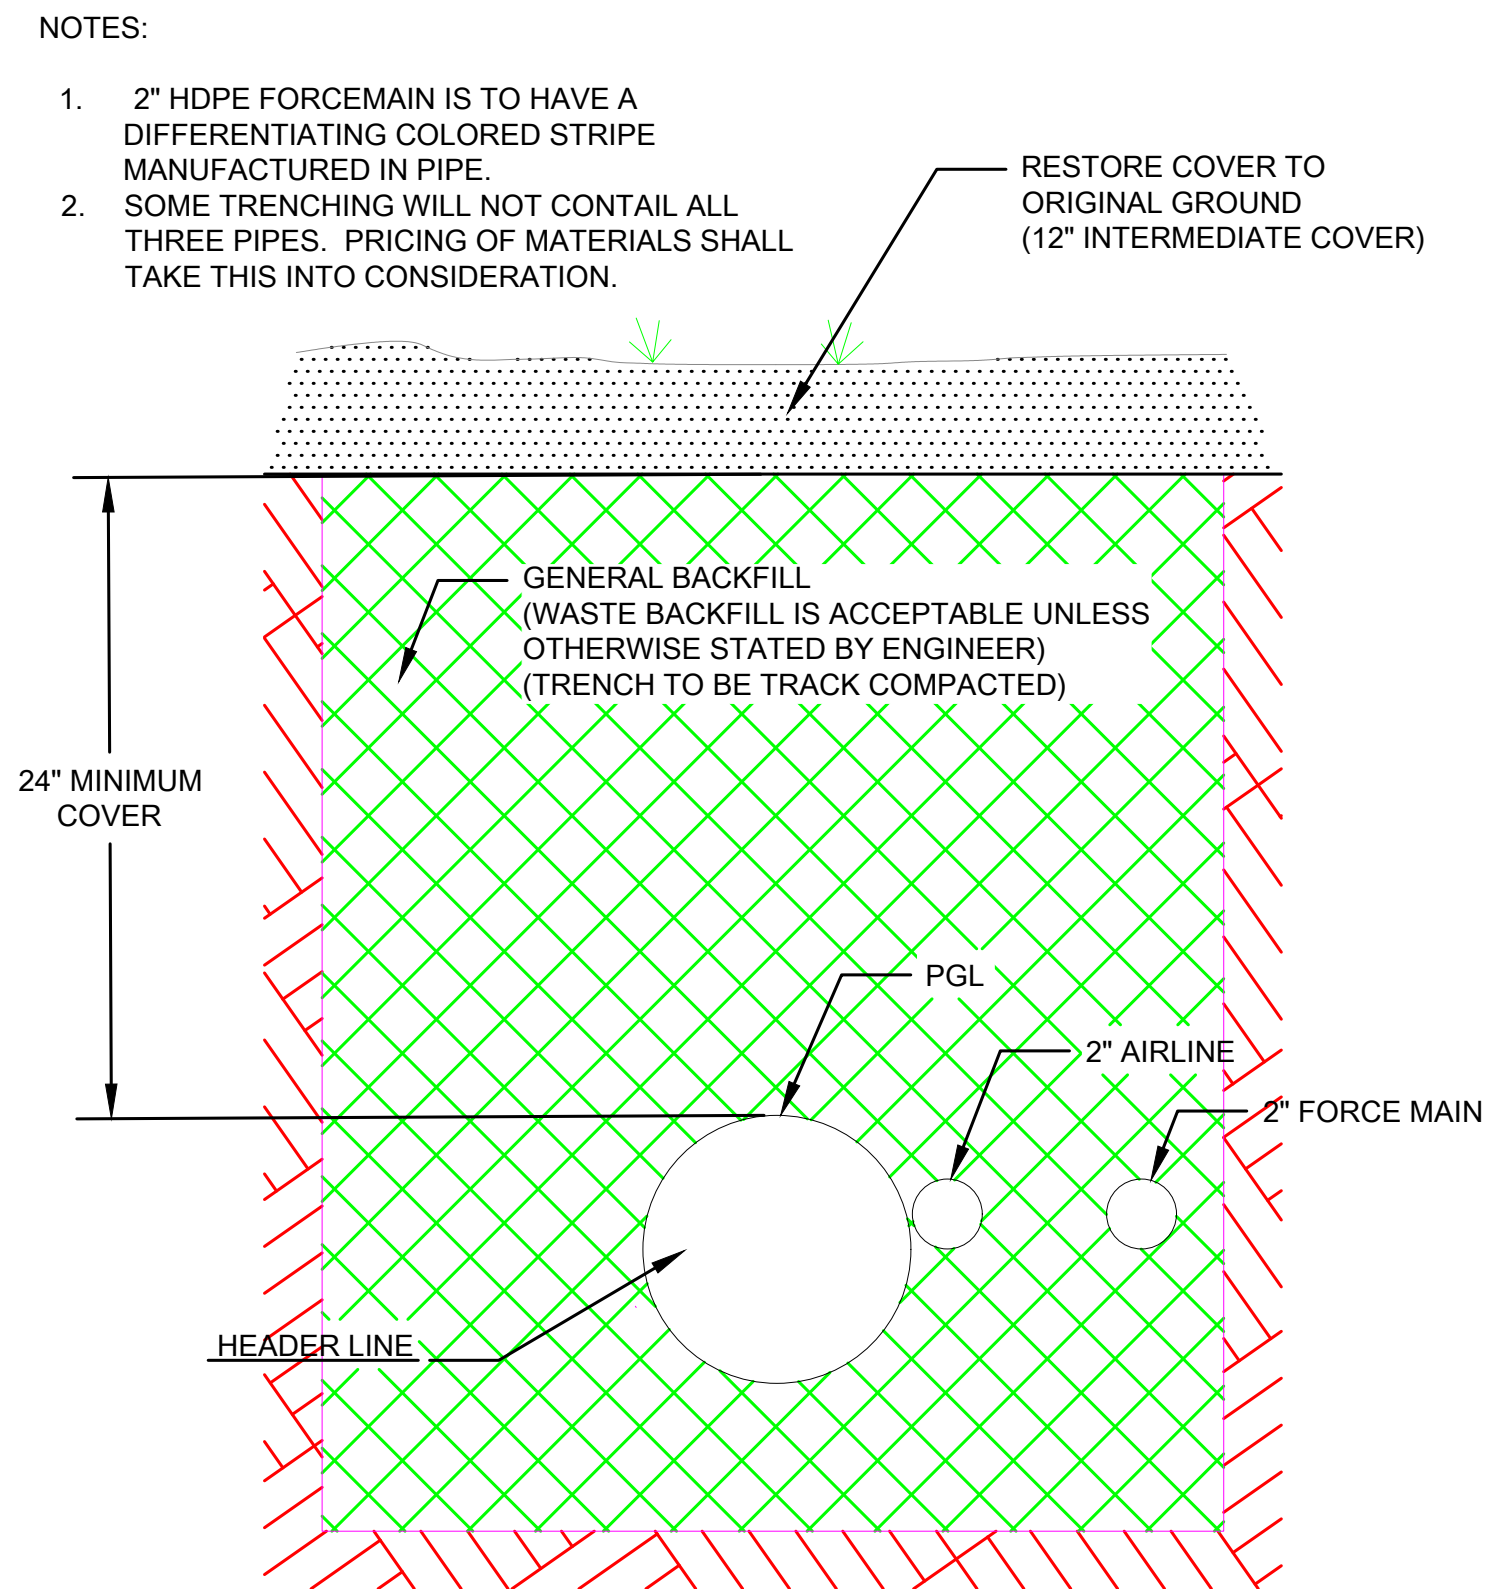 NOTES:
1. 2" HDPE FORCEMAIN IS TO HAVE A
DIFFERENTIATING COLORED STRIPE
MANUFACTURED IN PIPE.
2. SOME TRENCHING WILL NOT CONTAIL ALL
THREE PIPES. PRICING OF MATERIALS SHALL
TAKE THIS INTO CONSIDERATION.
RESTORE COVER TO
ORIGINAL GROUND
(12" INTERMEDIATE COVER)
GENERAL BACKFILL
(WASTE BACKFILL IS ACCEPTABLE UNLESS
OTHERWISE STATED BY ENGINEER)
(TRENCH TO BE TRACK COMPACTED)
24" MINIMUM
COVER
PGL
2" AIRLINE
2" FORCE MAIN
HEADER LINE